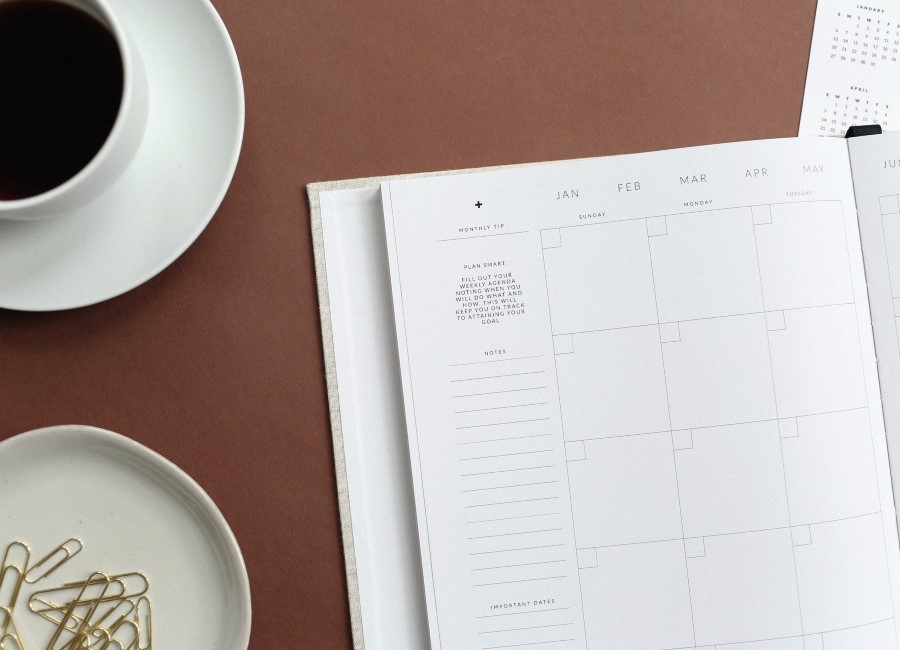 JANUARY
S M T W T F S
APRIL
S M T W T F S
JAN FEB MAR APR MAY
+
MONTHLY TIP
SUNDAY MONDAY TUESDAY
PLAN SMART.
FILL OUT YOUR
WEEKLY AGENDA
NOTING WHEN YOU
WILL DO WHAT AND
HOW. THIS WILL
KEEP YOU ON TRACK
TO ATTAINING YOUR
GOAL.
NOTES
IMPORTANT DATES